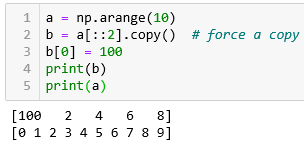 1 a = np.arange(10)
2 b = a[::2].copy()  # force a copy
3 b[0] = 100
4 print(b)
5 print(a)
[100   2   4   6   8]
[0 1 2 3 4 5 6 7 8 9]